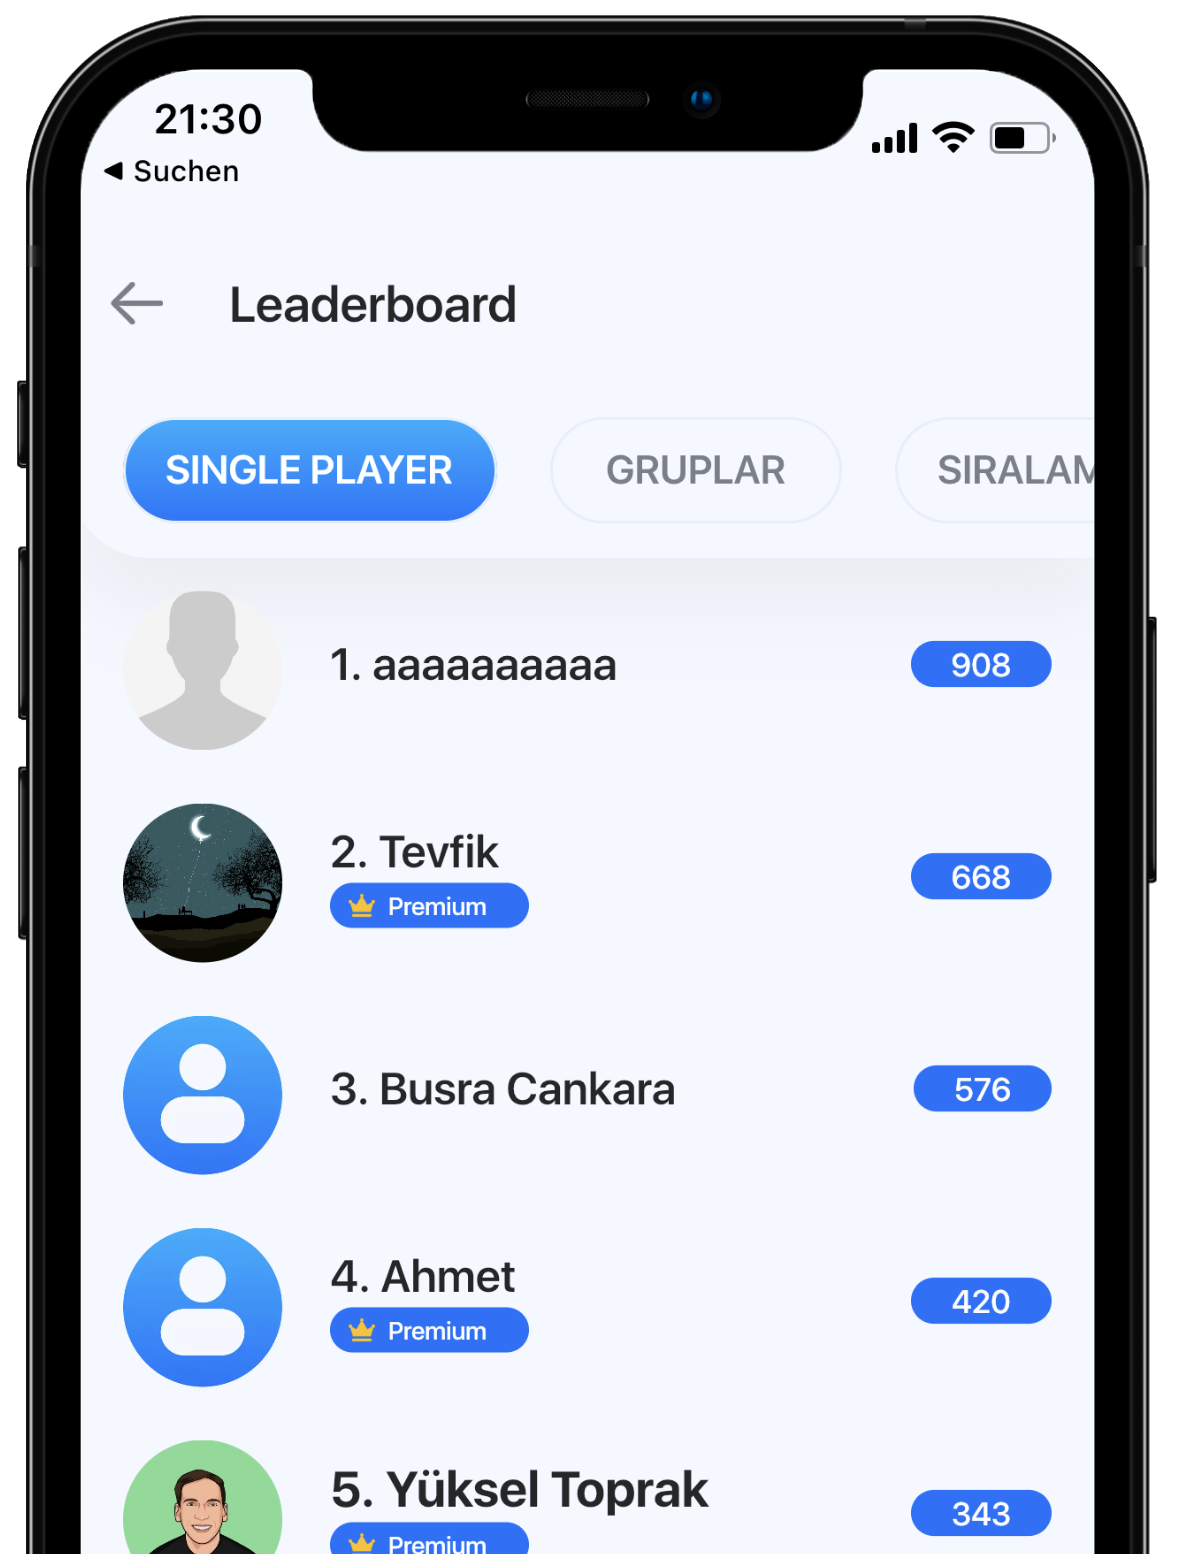 21:30
◀ Suchen
Leaderboard
SINGLE PLAYER
GRUPLAR
SIRALAM
1. aaaaaaaaaa
908
2. Tevfik
Premium
668
3. Busra Cankara
576
4. Ahmet
Premium
420
5. Yüksel Toprak
Premium
343